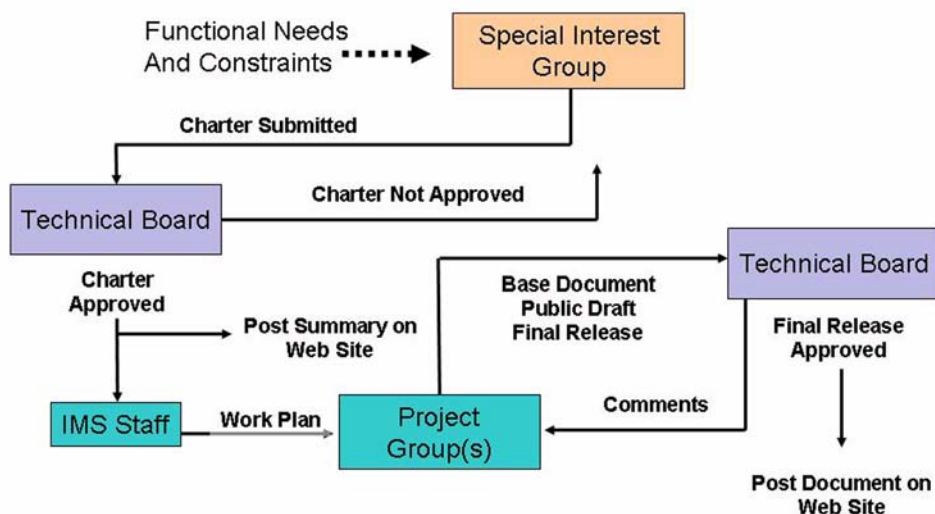 Functional Needs
And Constraints
Special Interest
Group
Charter Submitted
Charter Not Approved
Technical Board
Technical Board
Charter
Approved
Base Document
Public Draft
Final Release
Post Summary on
Web Site
Final Release
Approved
IMS Staff
Work Plan
Project
Group(s)
Comments
Post Document on
Web Site